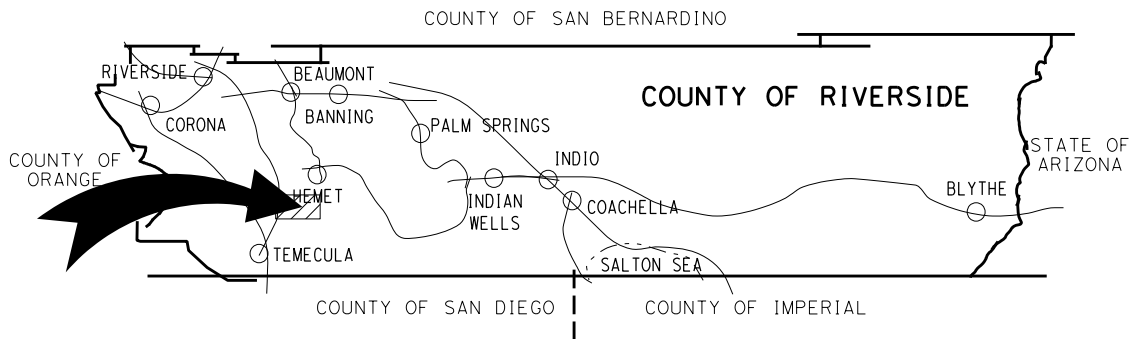 COUNTY OF SAN BERNARDINO
RIVERSIDE
BEAUMONT
COUNTY OF RIVERSIDE
CORONA
BANNING
PALM SPRINGS
STATE OF
ARIZONA
COUNTY OF
ORANGE
INDIO
HEMET
INDIAN
WELLS
COACHELLA
BLYTHE
TEMECULA
SALTON SEA
COUNTY OF SAN DIEGO
COUNTY OF IMPERIAL